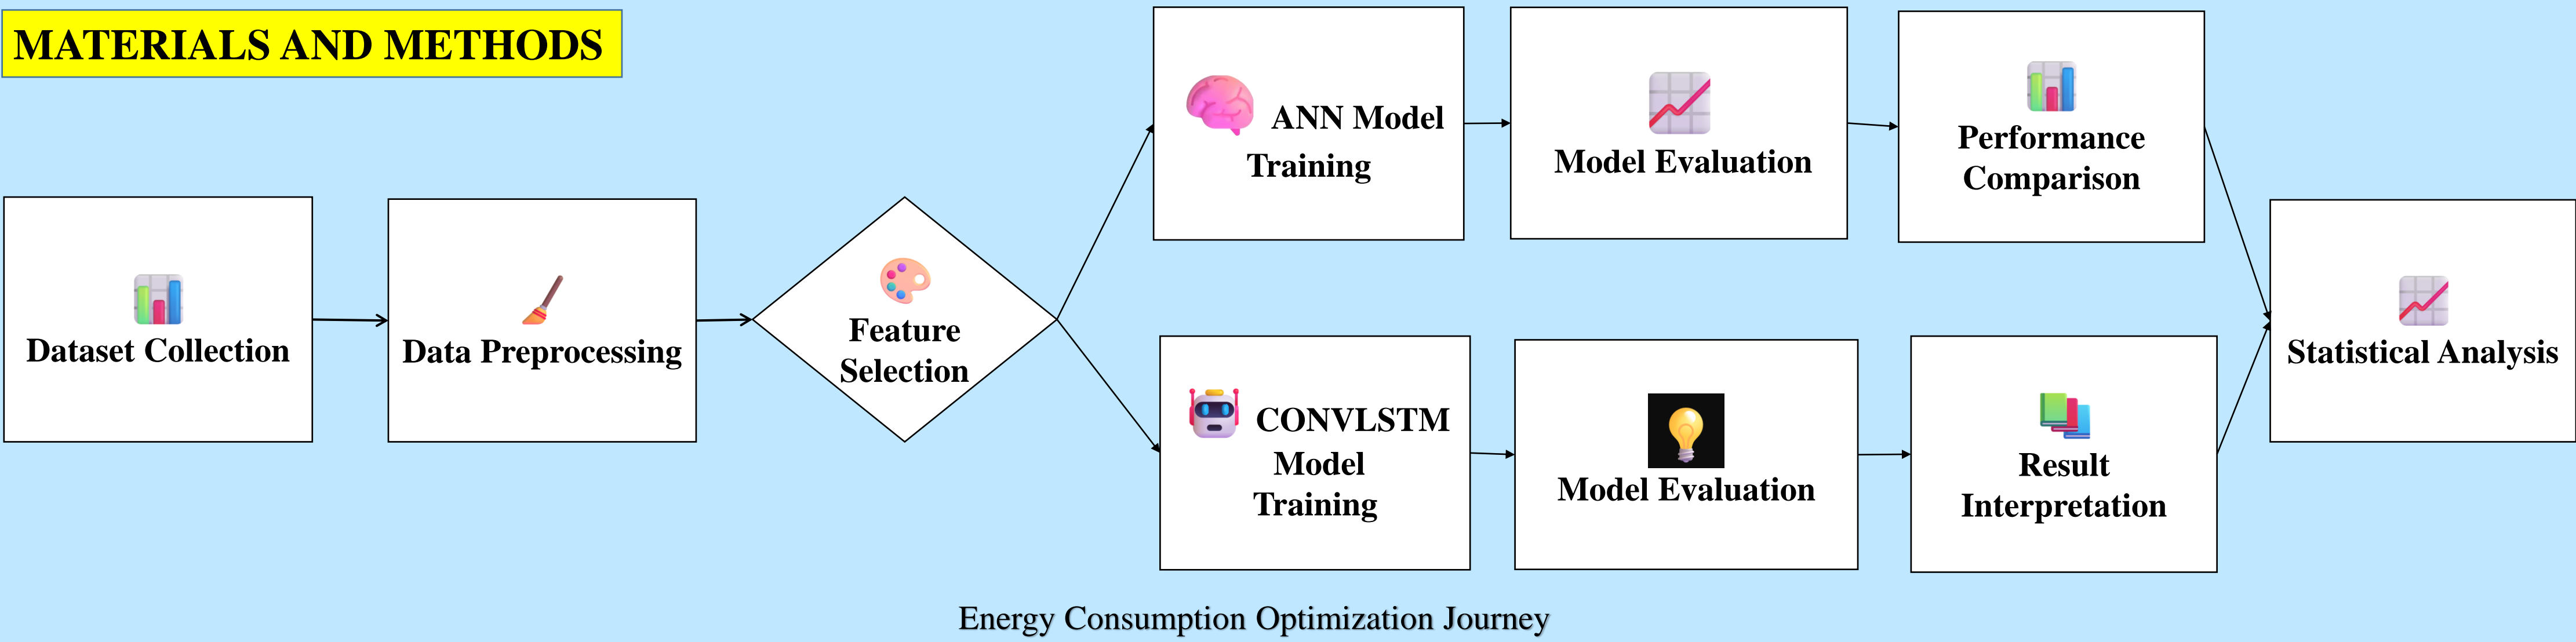 MATERIALS AND METHODS
Dataset Collection
Data Preprocessing
Feature
Selection
ANN Model
Training
Model Evaluation
Performance
Comparison
CONVLSTM
Model
Training
Model Evaluation
Result
Interpretation
Statistical Analysis
Energy Consumption Optimization Journey